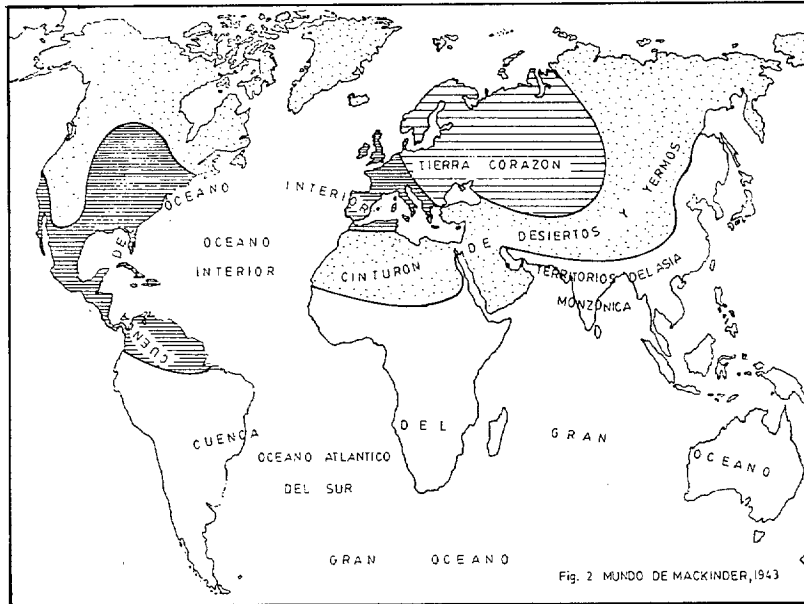 TIERRA CORAZON
CUENCA DE OCEANO INTERIOR
OCEANO
INTERIOR
CINTURON DE DESIERTOS Y YERMOS
TERRITORIOS DEL ASIA
MONZONICA
CUENCA DEL GRAN OCEANO
OCEANO ATLANTICO
DEL SUR
GRAN OCEANO
Fig. 2 MUNDO DE MACKINDER, 1943